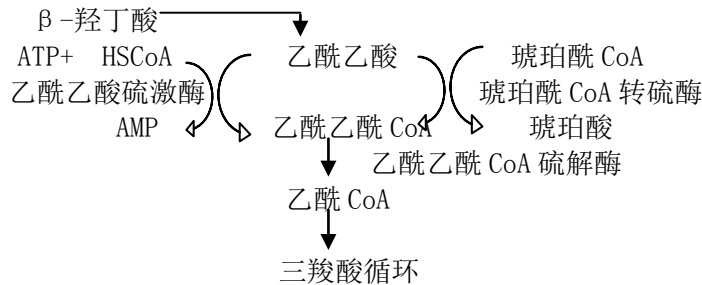 β-羟丁酸
ATP+ HSCoA 乙酰乙酸 琥珀酰 CoA
乙酰乙酸硫激酶 琥珀酰 CoA 转硫酶
AMP 乙酰乙酰 CoA 琥珀酸
乙酰乙酰 CoA 硫解酶
乙酰 CoA
三羧酸循环